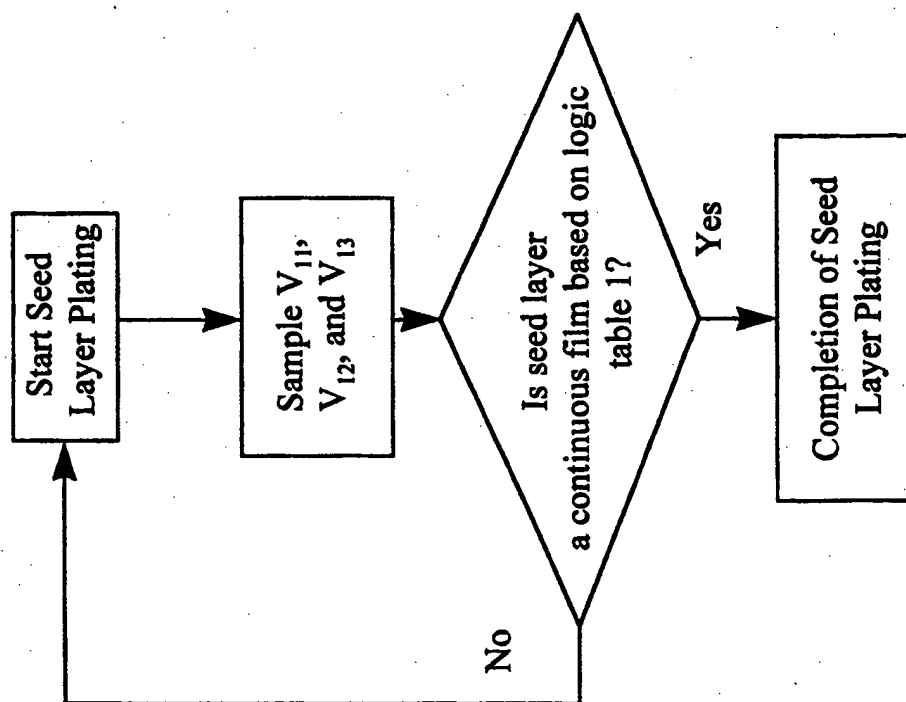 Start Seed
Layer Plating
Sample V₁₁,
V₁₂, and V₁₃
Is seed layer
a continuous film based on logic
table 1?
No
Yes
Completion of Seed
Layer Plating